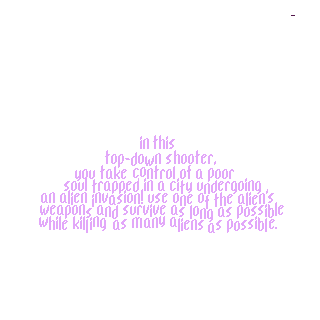 in this
top-down shooter,
you take control of a poor
soul trapped in a city undergoing
an alien invasion! use one of the alien's
weapons and survive as long as possible
while killing as many aliens as possible.